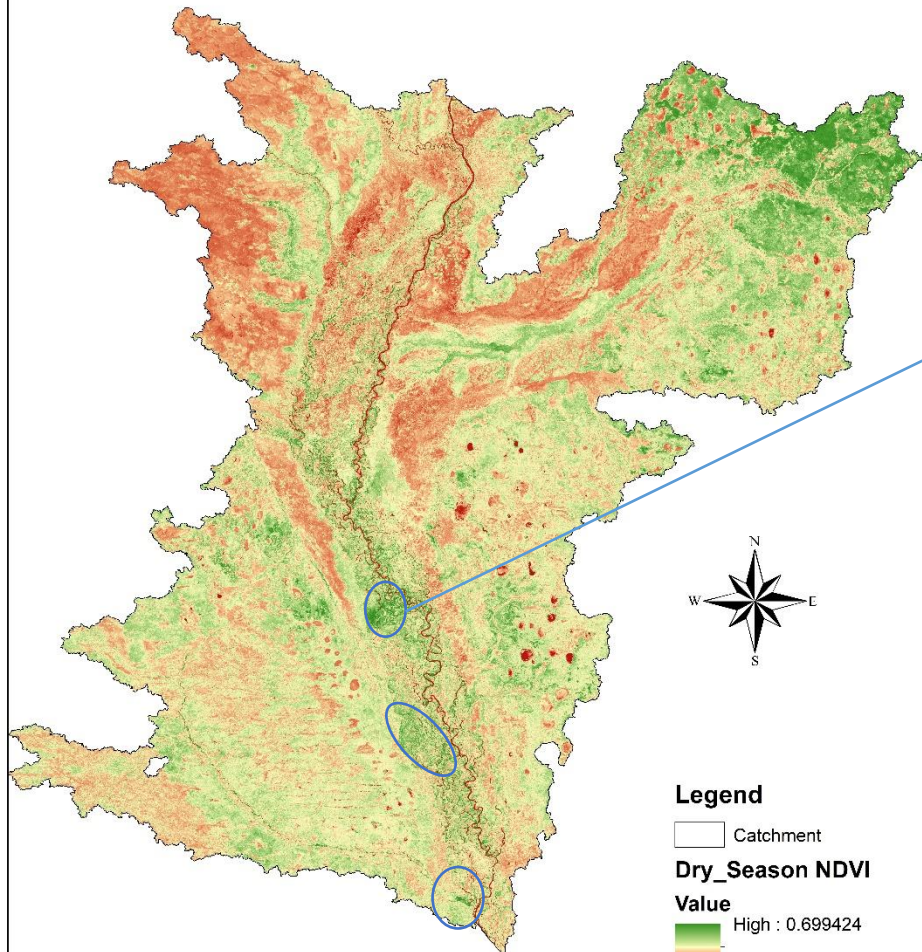 N
W E
S
Legend
Catchment
Dry_Season NDVI
Value
High : 0.699424